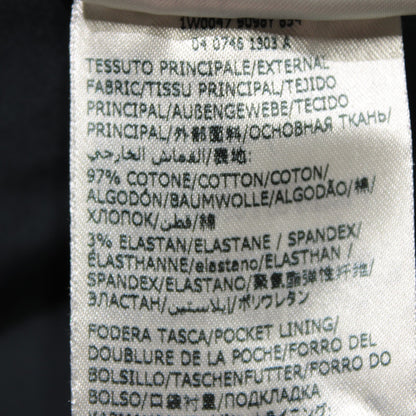 04 0746 1303 A
TESSUTO PRINCIPALE/EXTERNAL
FABRIC/TISSU PRINCIPAL/TEJIDO
PRINCIPAL/AUßENGEWEBE/TECIDO
PRINCIPAL/外部面料/ОСНОВНАЯ ТКАНЬ/
القماش الخارجي/表地:
97% COTONE/COTTON/COTON/
ALGODÓN/BAUMWOLLE/ALGODÃO/棉/
ХЛОПОК/قطن/綿
3% ELASTAN/ELASTANE / SPANDEX/
ÉLASTHANNE/elastano/ELASTHAN /
SPANDEX/ELASTANO/聚氨酯弹性纤维/
ЭЛАСТАН/إيلاستين/ポリウレタン
FODERA TASCA/POCKET LINING/
DOUBLURE DE LA POCHE/FORRO DEL
BOLSILLO/TASCHENFUTTER/FORRO DO
BOLSO/口袋衬里/ПОДКЛАДКА